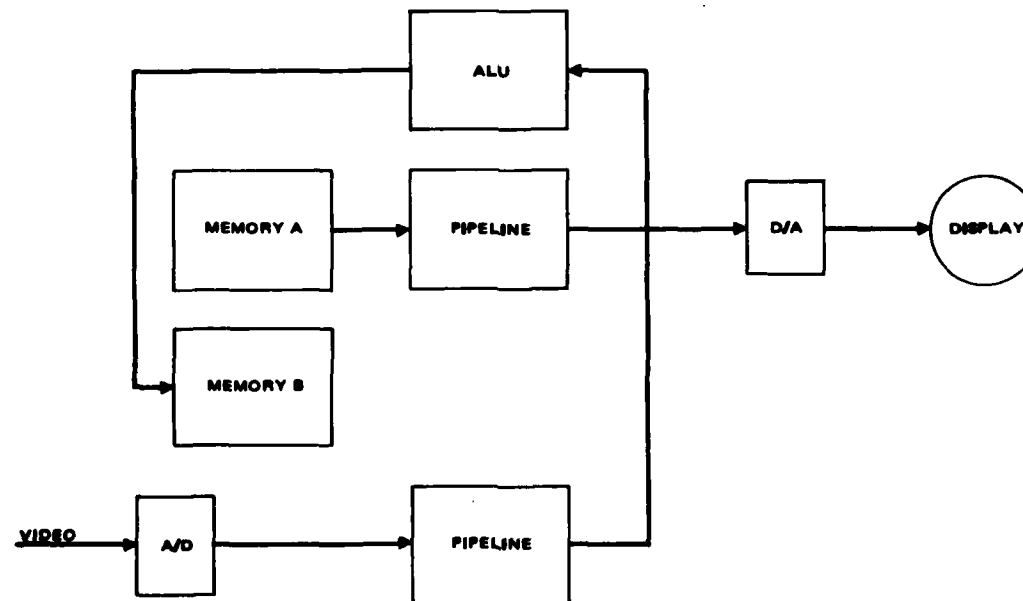 ALU
MEMORY A
PIPELINE
D/A
DISPLAY
MEMORY B
VIDEO
A/D
PIPELINE